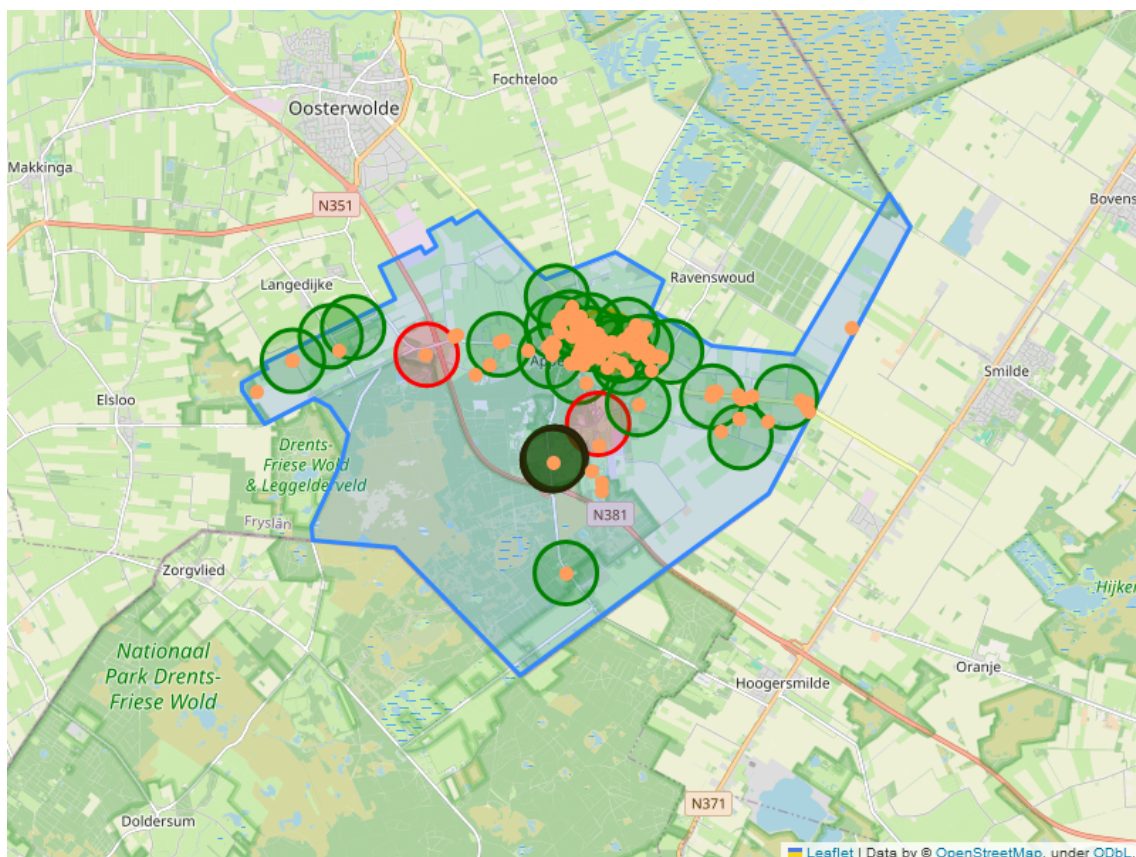 Fochteloo
Oosterwolde
Makkinga
Bovens
N351
Ravenswoud
Langedijke
Smilde
Elsloo
Drents-
Friese Wold
& Leggelderveld
N381
Fryslân
Zorgvlied
Hijker
Nationaal
Park Drents-
Friese Wold
Oranje
Hoogersmilde
N371
Doldersum
Leaflet | Data by © OpenStreetMap, under ODbL.